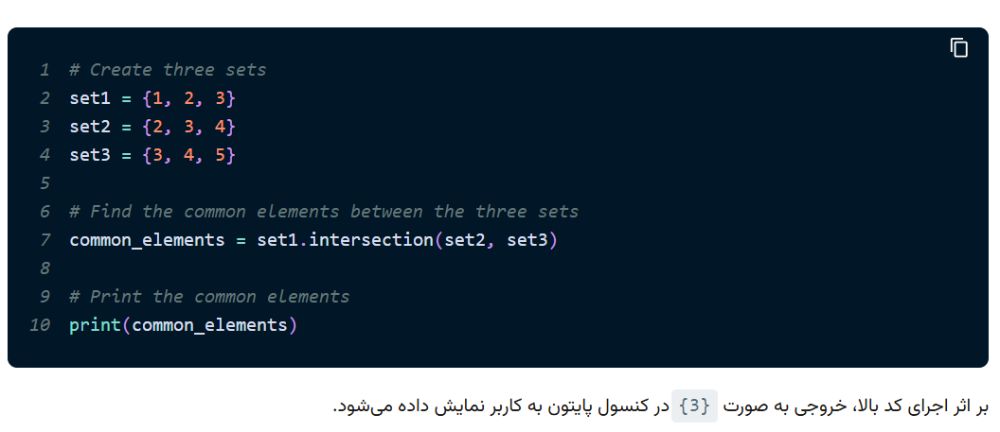 1 # Create three sets
2 set1 = {1, 2, 3}
3 set2 = {2, 3, 4}
4 set3 = {3, 4, 5}
5
6 # Find the common elements between the three sets
7 common_elements = set1.intersection(set2, set3)
8
9 # Print the common elements
10 print(common_elements)
بر اثر اجرای کد بالا، خروجی به صورت {3} در کنسول پایتون به کاربر نمایش داده می‌شود.